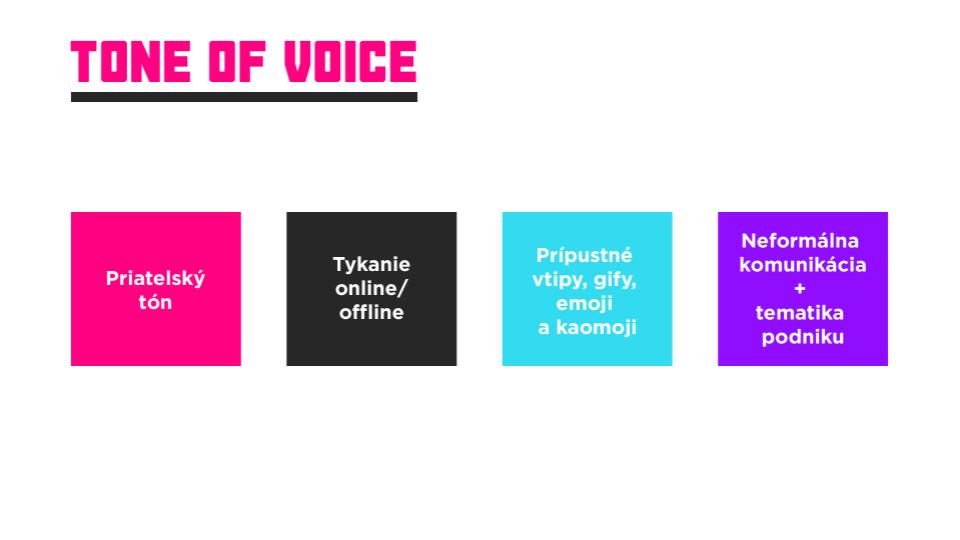 TONE OF VOICE
Priatelský
tón
Tykanie
online/
offline
Prípustné
vtipy, gify,
emoji
a kaomoji
Neformálna
komunikácia
+
tematika
podniku